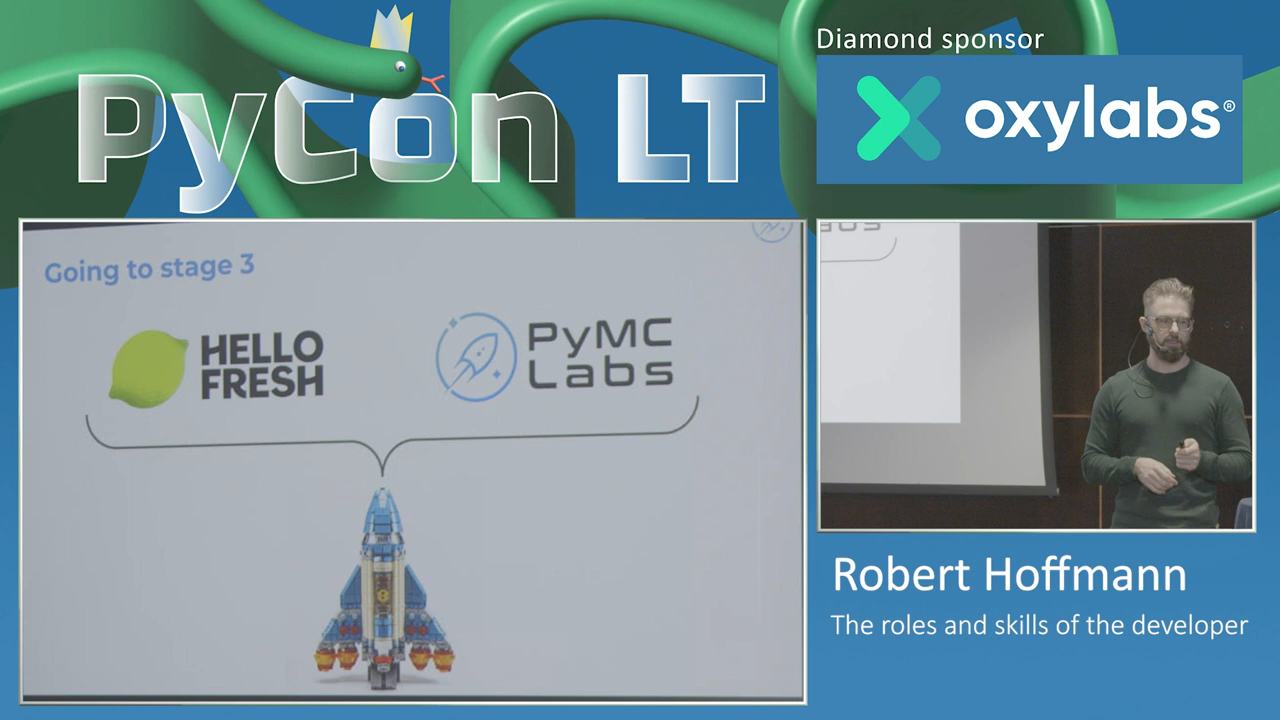 PyCon LT
Diamond sponsor
oxylabs®
Going to stage 3
HELLO
FRESH
PyMC
Labs
Robert Hoffmann
The roles and skills of the developer